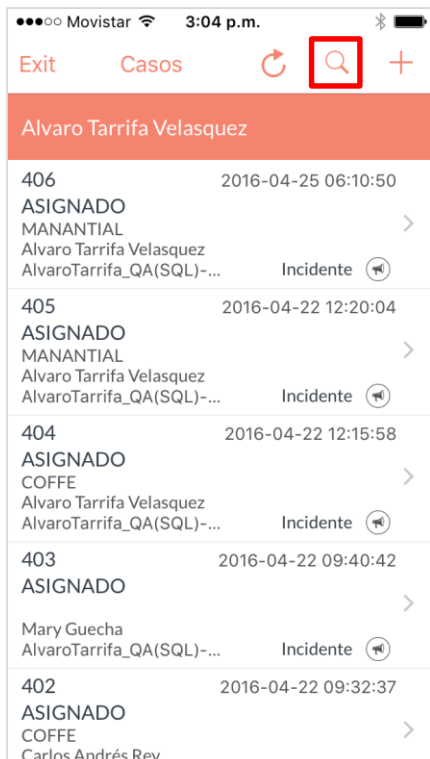 Movistar 3:04 p.m.
Exit Casos
Alvaro Tarrifa Velasquez
406 2016-04-25 06:10:50
ASIGNADO
MANANTIAL
Alvaro Tarrifa Velasquez
AlvaroTarrifa_QA(SQL)-... Incidente
405 2016-04-22 12:20:04
ASIGNADO
MANANTIAL
Alvaro Tarrifa Velasquez
AlvaroTarrifa_QA(SQL)-... Incidente
404 2016-04-22 12:15:58
ASIGNADO
COFFE
Alvaro Tarrifa Velasquez
AlvaroTarrifa_QA(SQL)-... Incidente
403 2016-04-22 09:40:42
ASIGNADO
Mary Guecha
AlvaroTarrifa_QA(SQL)-... Incidente
402 2016-04-22 09:32:37
ASIGNADO
COFFE
Carlos Andrés Rey